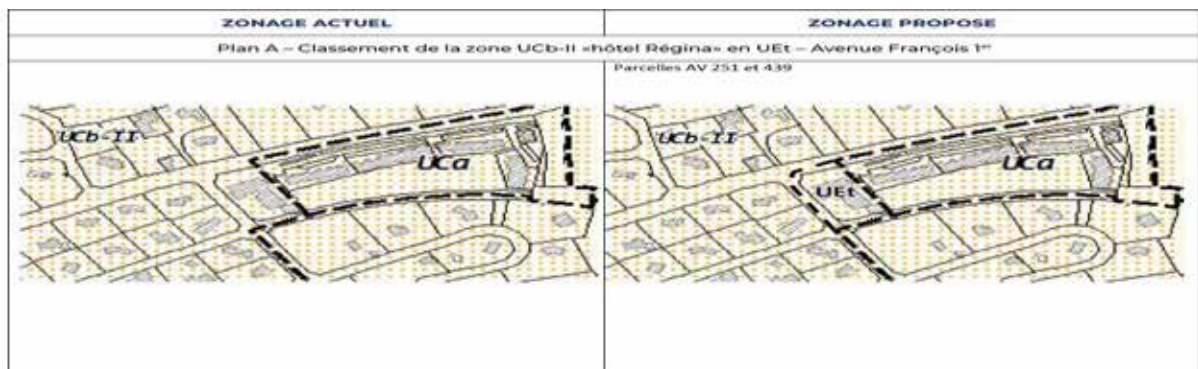 ZONAGE ACTUEL
ZONAGE PROPOSE
Plan A – Classement de la zone UCb-II «hôtel Régina» en UEt – Avenue François 1er
Parcelles AV 251 et 439
UCb-II
UCa
UCb-II
UEt
UCa